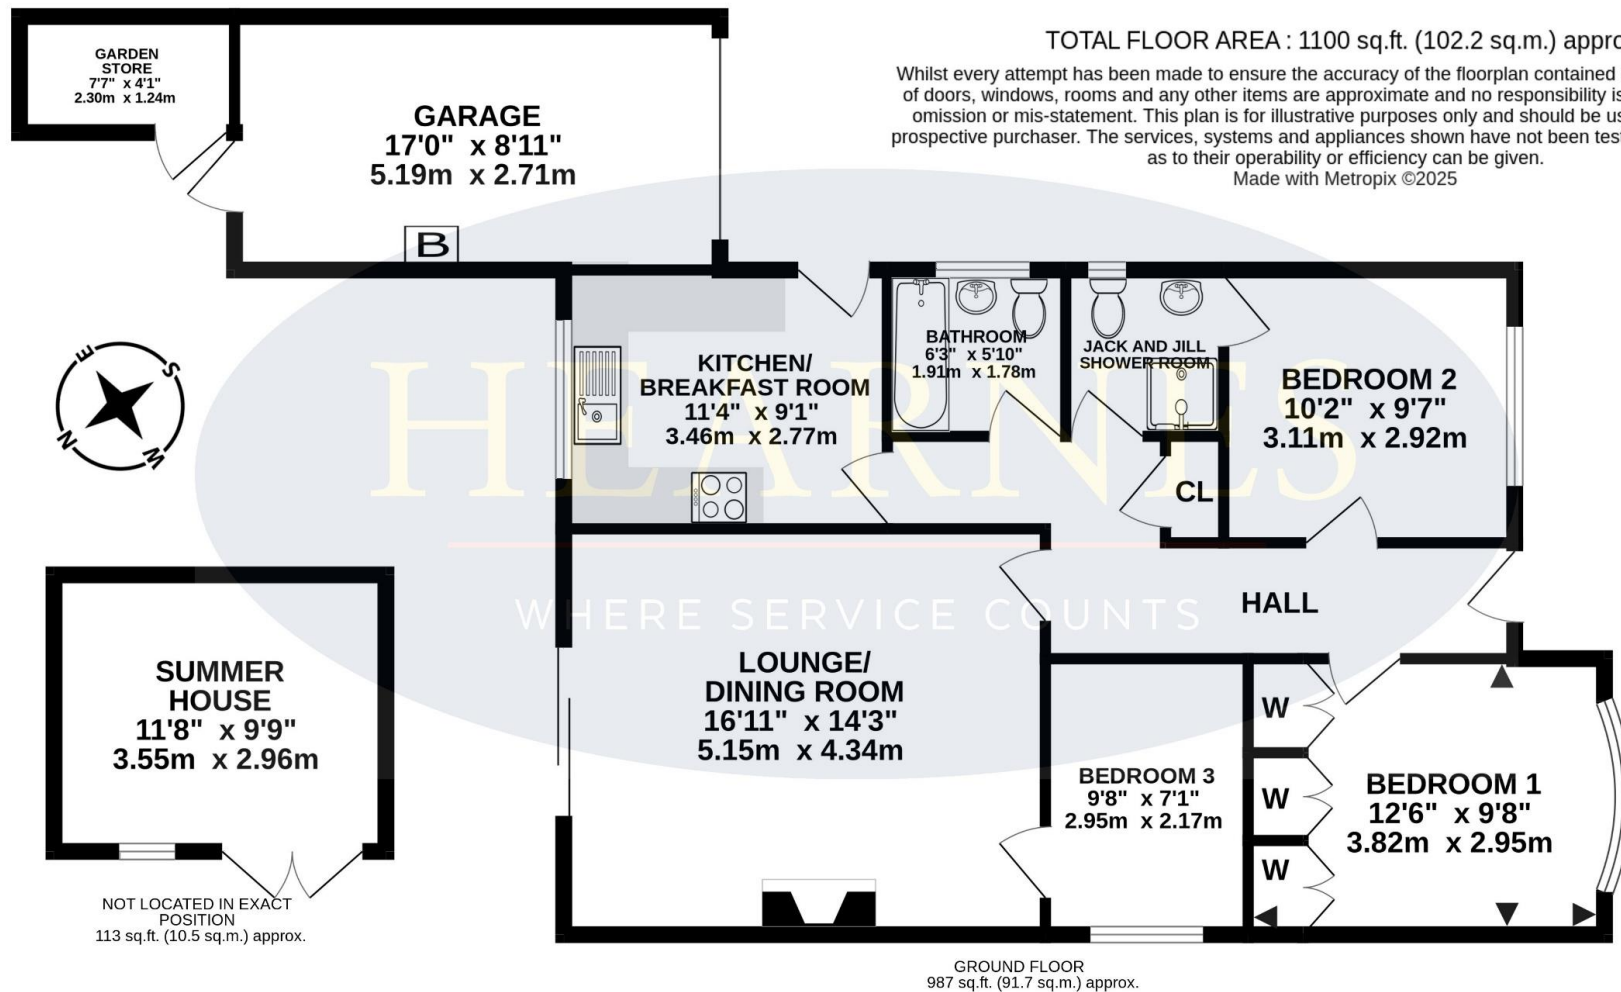 TOTAL FLOOR AREA : 1100 sq.ft. (102.2 sq.m.) appro
Whilst every attempt has been made to ensure the accuracy of the floorplan contained
of doors, windows, rooms and any other items are approximate and no responsibility is
omission or mis-statement. This plan is for illustrative purposes only and should be us
prospective purchaser. The services, systems and appliances shown have not been test
as to their operability or efficiency can be given.
Made with Metropix ©2025
GARDEN
STORE
7'7" x 4'1"
2.30m x 1.24m
GARAGE
17'0" x 8'11"
5.19m x 2.71m
B
E
S
N
W
KITCHEN/
BREAKFAST ROOM
11'4" x 9'1"
3.46m x 2.77m
BATHROOM
6'3" x 5'10"
1.91m x 1.78m
JACK AND JILL
SHOWER ROOM
BEDROOM 2
10'2" x 9'7"
3.11m x 2.92m
CL
HEARNES
WHERE SERVICE COUNTS
HALL
SUMMER
HOUSE
11'8" x 9'9"
3.55m x 2.96m
LOUNGE/
DINING ROOM
16'11" x 14'3"
5.15m x 4.34m
BEDROOM 3
9'8" x 7'1"
2.95m x 2.17m
W
W
W
BEDROOM 1
12'6" x 9'8"
3.82m x 2.95m
NOT LOCATED IN EXACT
POSITION
113 sq.ft. (10.5 sq.m.) approx.
GROUND FLOOR
987 sq.ft. (91.7 sq.m.) approx.